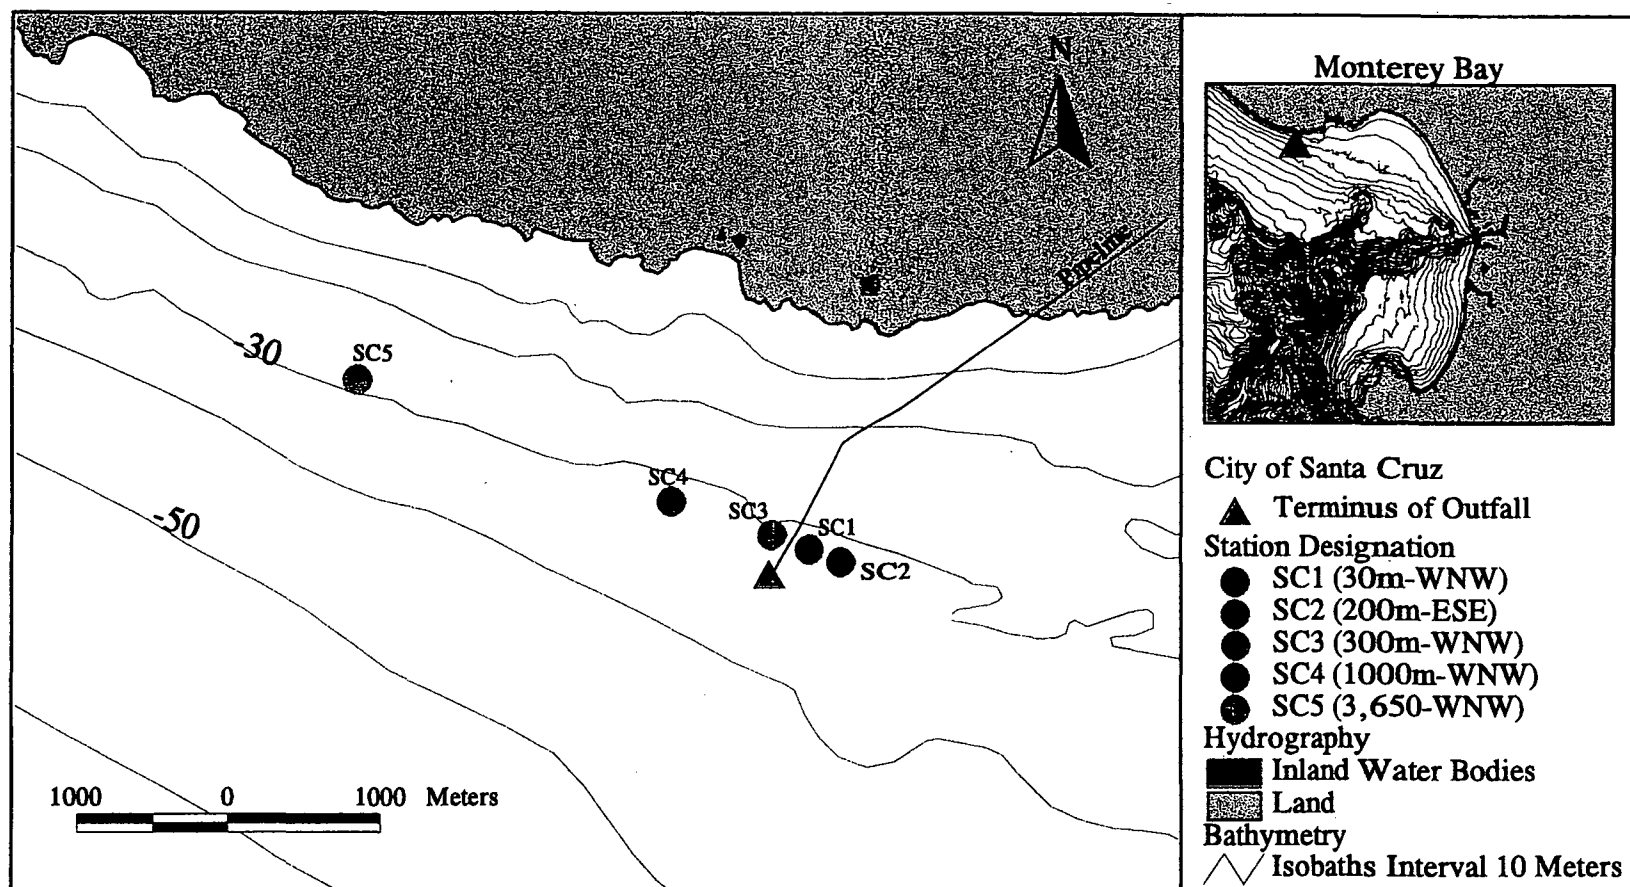 N
Pipeline
-30
SC5
SC4
SC3
SC1
SC2
-50
1000 0 1000 Meters
Monterey Bay
City of Santa Cruz
Terminus of Outfall
Station Designation
SC1 (30m-WNW)
SC2 (200m-ESE)
SC3 (300m-WNW)
SC4 (1000m-WNW)
SC5 (3,650-WNW)
Hydrography
Inland Water Bodies
Land
Bathymetry
Isobaths Interval 10 Meters